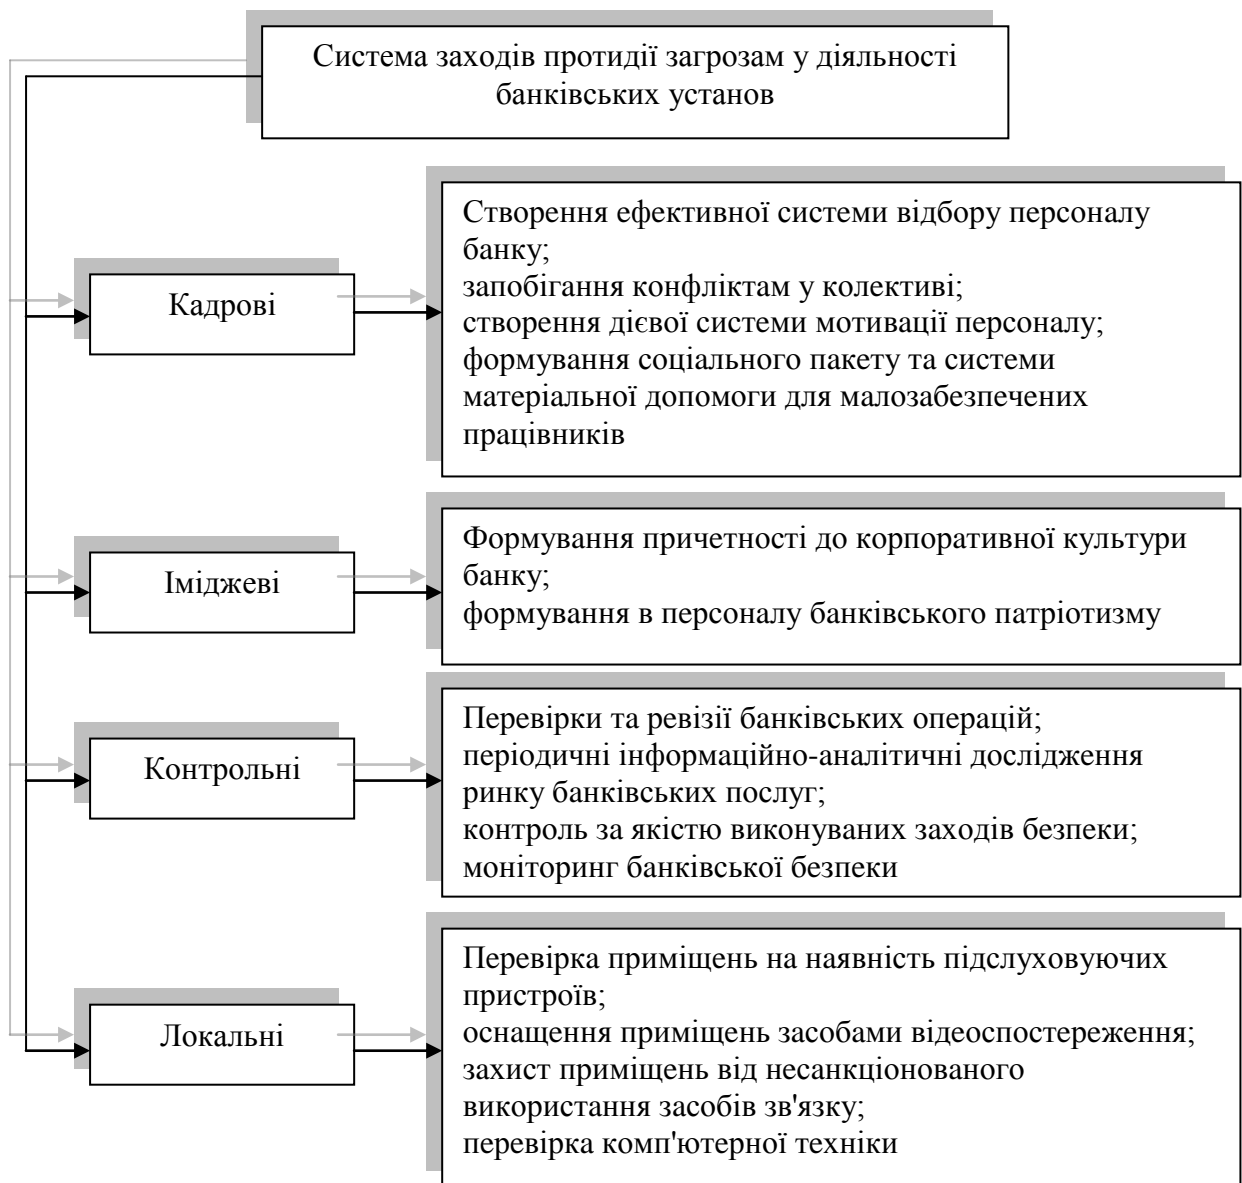 Система заходів протидії загрозам у діяльності
банківських установ
Кадрові
Створення ефективної системи відбору персоналу
банку;
запобігання конфліктам у колективі;
створення дієвої системи мотивації персоналу;
формування соціального пакету та системи
матеріальної допомоги для малозабезпечених
працівників
Іміджеві
Формування причетності до корпоративної культури
банку;
формування в персоналу банківського патріотизму
Контрольні
Перевірки та ревізії банківських операцій;
періодичні інформаційно-аналітичні дослідження
ринку банківських послуг;
контроль за якістю виконуваних заходів безпеки;
моніторинг банківської безпеки
Локальні
Перевірка приміщень на наявність підслуховуючих
пристроїв;
оснащення приміщень засобами відеоспостереження;
захист приміщень від несанкціонованого
використання засобів зв'язку;
перевірка комп'ютерної техніки